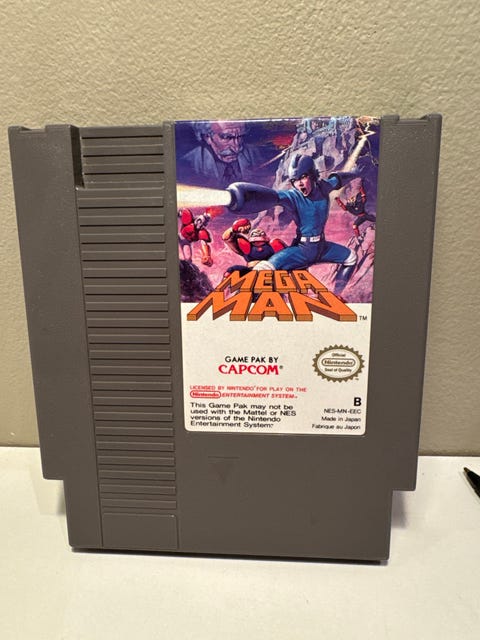 MEGA
MAN
TM
GAME PAK BY
CAPCOM®
Official
Nintendo
Seal of Quality
LICENSED BY NINTENDO® FOR PLAY ON THE
Nintendo ENTERTAINMENT SYSTEM™
This Game Pak may not be
used with the Mattel or NES
versions of the Nintendo
Entertainment System.
B
NES-MN-EEC
Made in Japan
Fabriqué au Japon